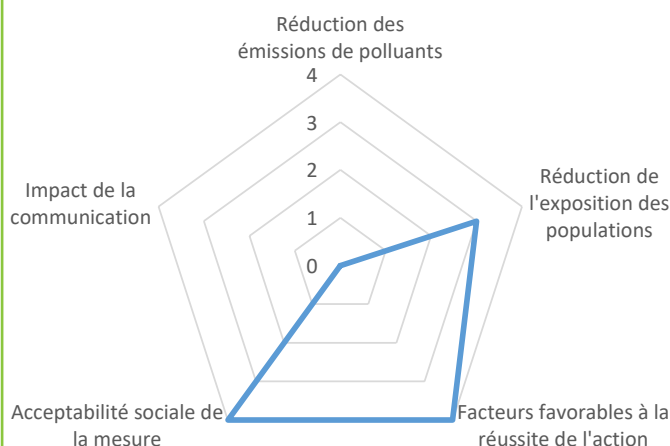 Réduction des
émissions de polluants
4
3
2
1
0
Réduction de
l'exposition des
populations
Impact de la
communication
Acceptabilité sociale de
la mesure
Facteurs favorables à la
réussite de l'action